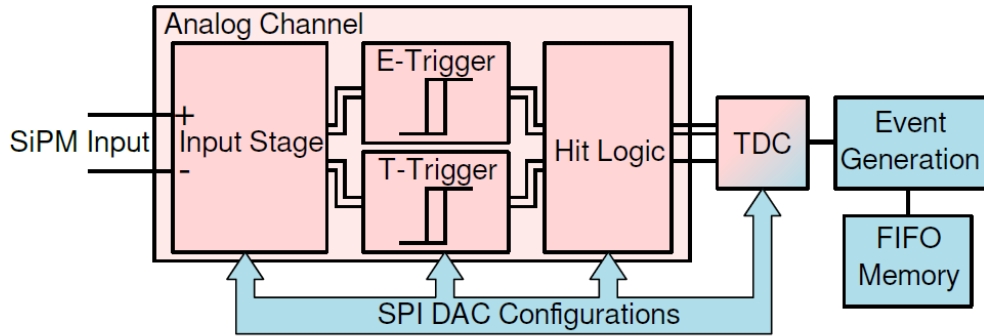 Analog Channel
E-Trigger
SiPM Input
+
-
Input Stage
T-Trigger
Hit Logic
TDC
Event
Generation
FIFO
Memory
SPI DAC Configurations